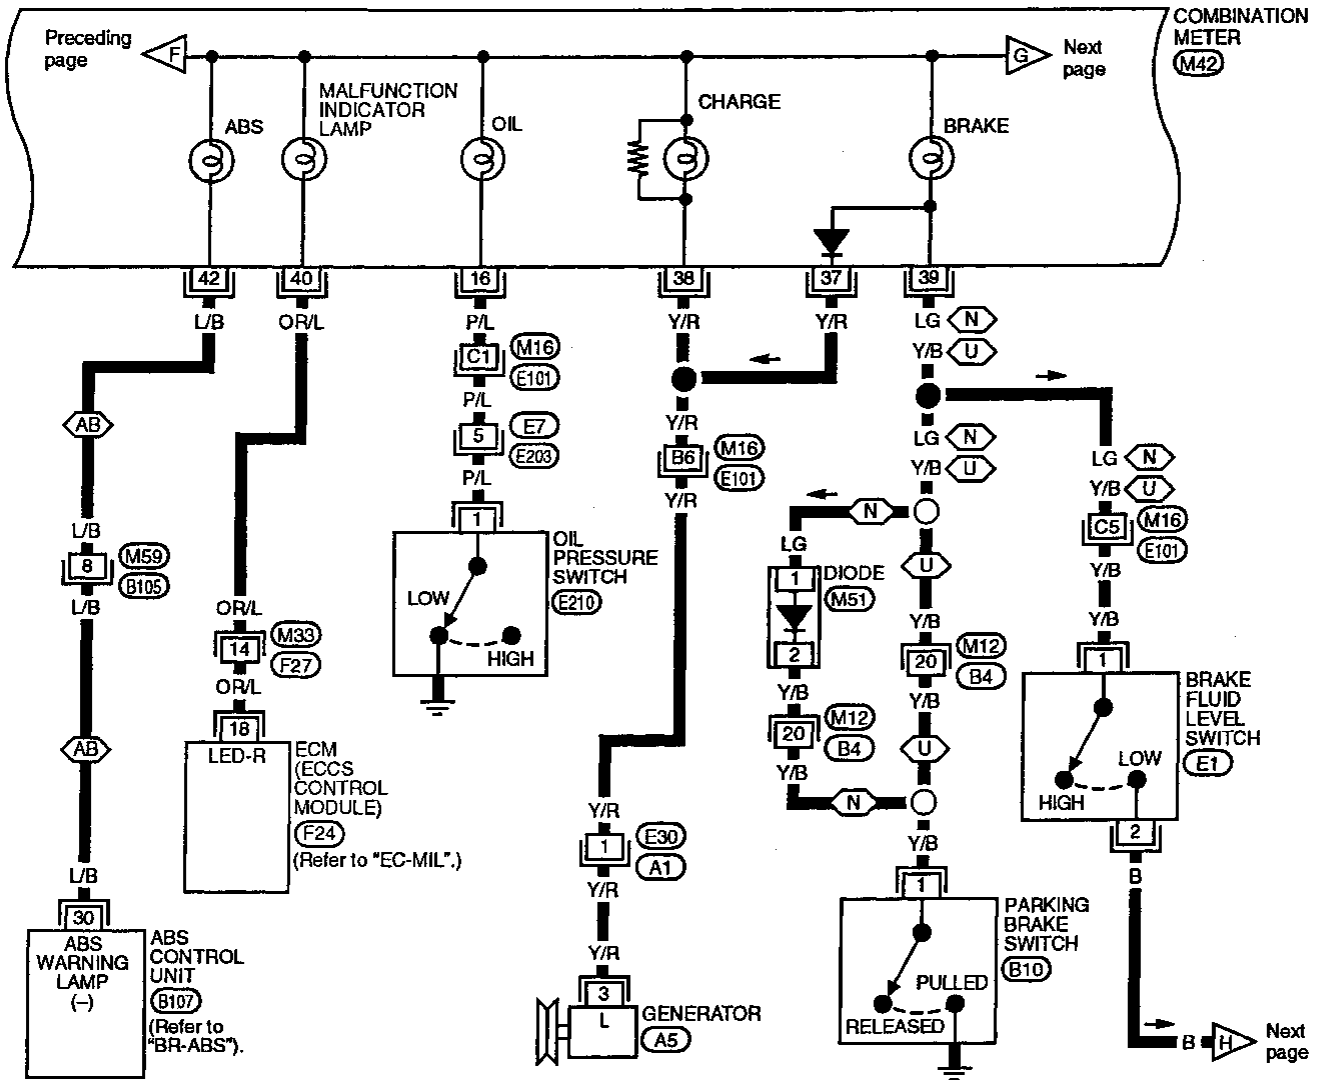 COMBINATION
METER
M42
Preceding
page
F
G
Next
page
ABS
MALFUNCTION
INDICATOR
LAMP
OIL
CHARGE
BRAKE
42
40
16
38
37
39
L/B
OR/L
P/L
Y/R
Y/R
LG N
Y/B U
C1
M16
E101
P/L
5
E7
E203
P/L
1
OIL
PRESSURE
SWITCH
E210
LOW
HIGH
Y/R
B6
M16
E101
Y/R
LG N
Y/B U
LG N
Y/B U
C5
M16
E101
Y/B
Y/B
1
BRAKE
FLUID
LEVEL
SWITCH
E1
LOW
HIGH
2
B
B
H
Next
page
AB
L/B
8
M59
B105
L/B
AB
L/B
30
ABS
WARNING
LAMP
(–)
ABS
CONTROL
UNIT
B107
(Refer to
"BR-ABS").
OR/L
14
M33
F27
OR/L
18
LED-R
ECM
(ECCS
CONTROL
MODULE)
F24
(Refer to "EC-MIL".)
N
LG
1
DIODE
M51
2
Y/B
20
M12
B4
Y/B
N
U
Y/B
20
M12
B4
Y/B
U
Y/B
1
PARKING
BRAKE
SWITCH
B10
PULLED
RELEASED
Y/R
1
E30
A1
Y/R
Y/R
3
L
GENERATOR
A5